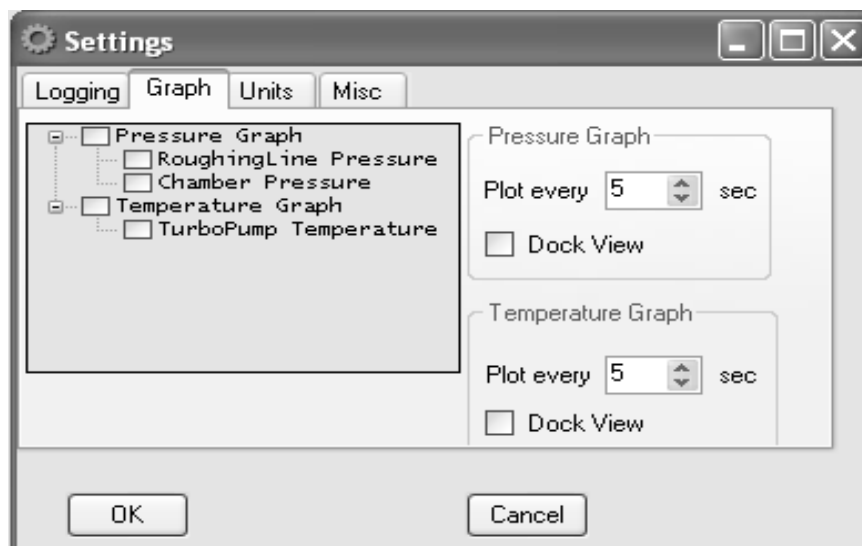 Settings
Logging Graph Units Misc
Pressure Graph
RoughingLine Pressure
Chamber Pressure
Temperature Graph
TurboPump Temperature
Pressure Graph
Plot every 5 sec
Dock View
Temperature Graph
Plot every 5 sec
Dock View
OK Cancel